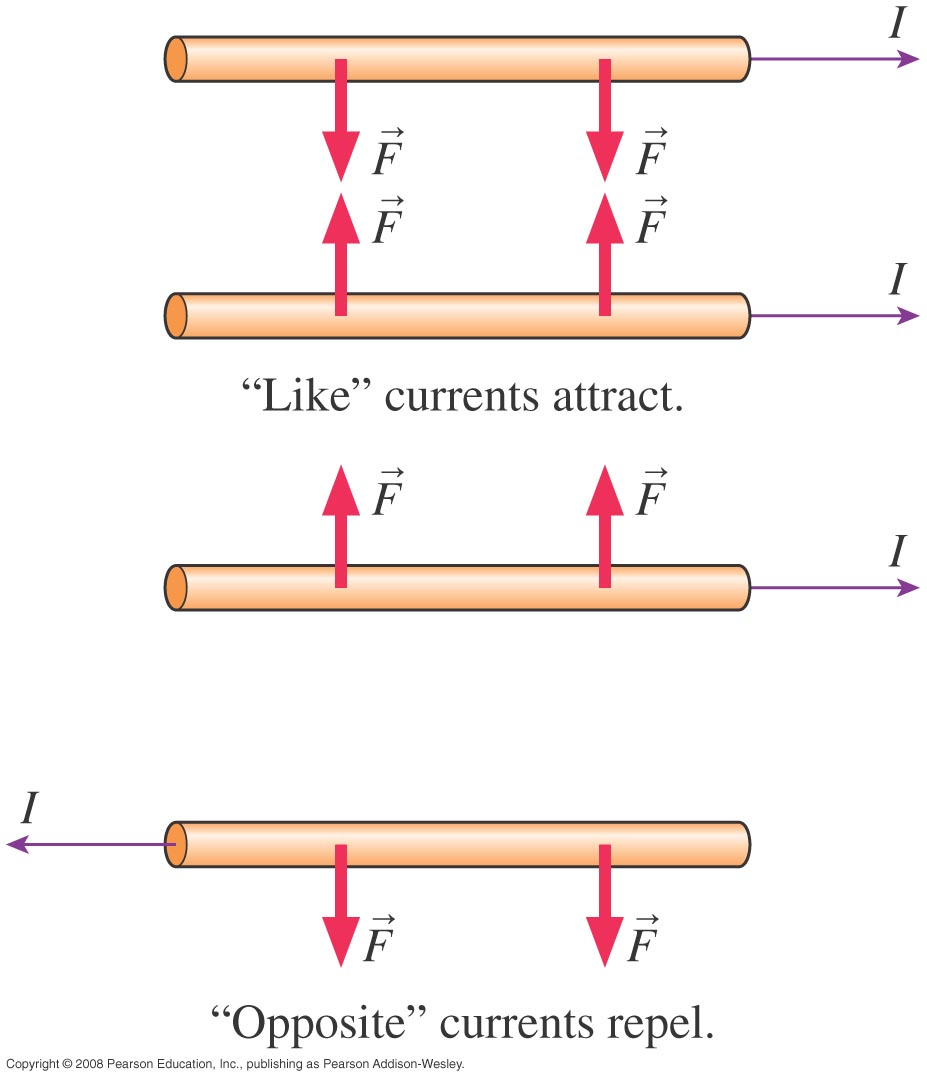 I
F⃗ F⃗
F⃗ F⃗
I
“Like” currents attract.
F⃗ F⃗
I
I
F⃗ F⃗
“Opposite” currents repel.
Copyright © 2008 Pearson Education, Inc., publishing as Pearson Addison-Wesley.